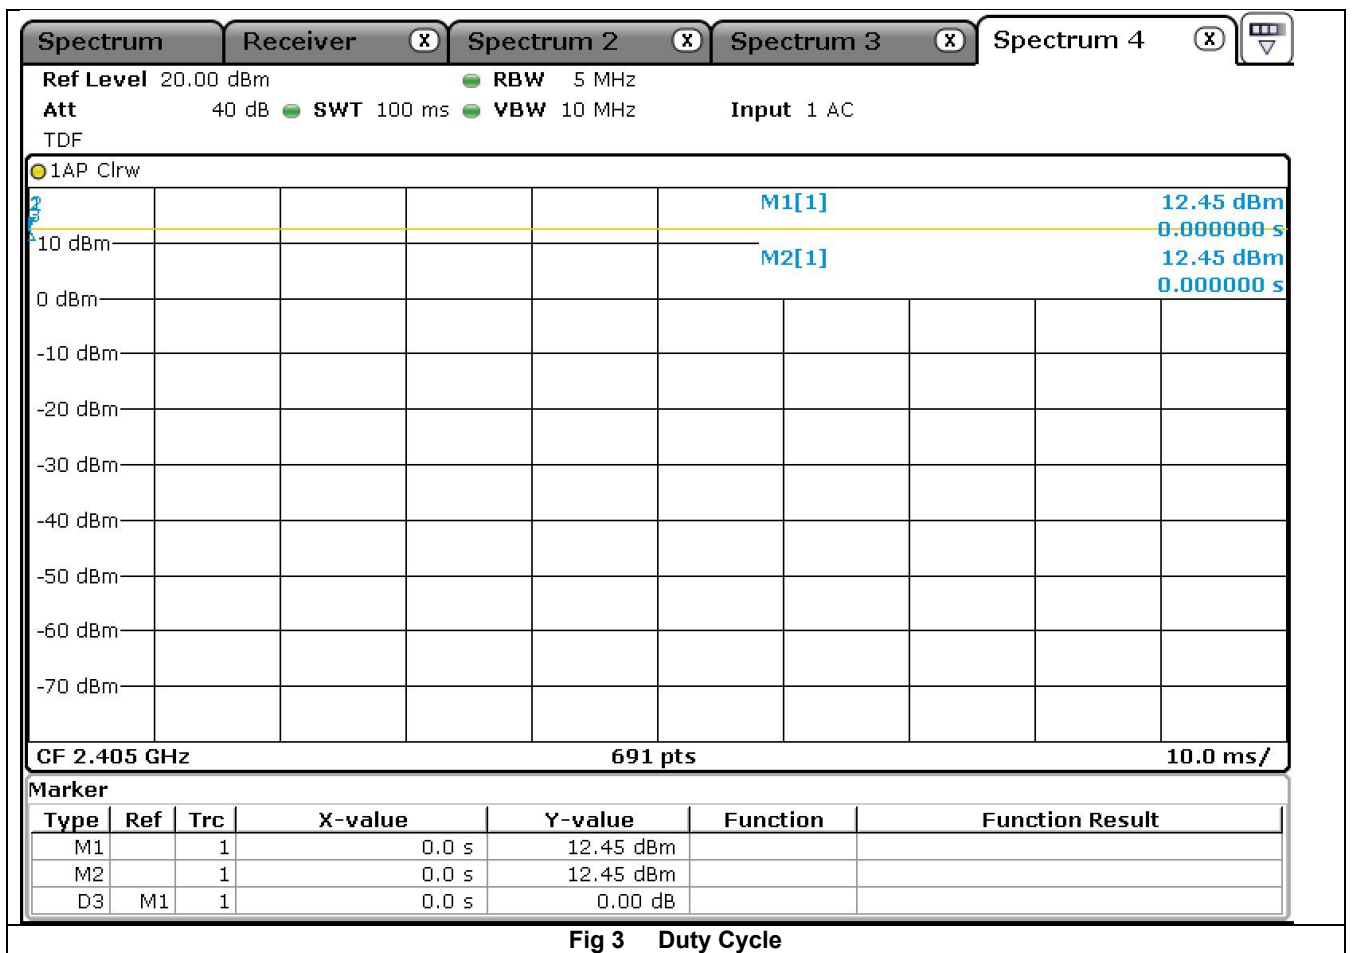 Spectrum Receiver X Spectrum 2 X Spectrum 3 X Spectrum 4 X
Ref Level 20.00 dBm RBW 5 MHz
Att 40 dB SWT 100 ms VBW 10 MHz Input 1 AC
TDF
1AP Clrw
M1[1] 12.45 dBm
0.000000 s
10 dBm
M2[1] 12.45 dBm
0.000000 s
0 dBm
-10 dBm
-20 dBm
-30 dBm
-40 dBm
-50 dBm
-60 dBm
-70 dBm
CF 2.405 GHz 691 pts 10.0 ms/
Marker
Type Ref Trc X-value Y-value Function Function Result
M1 1 0.0 s 12.45 dBm
M2 1 0.0 s 12.45 dBm
D3 M1 1 0.0 s 0.00 dB
Fig 3 Duty Cycle